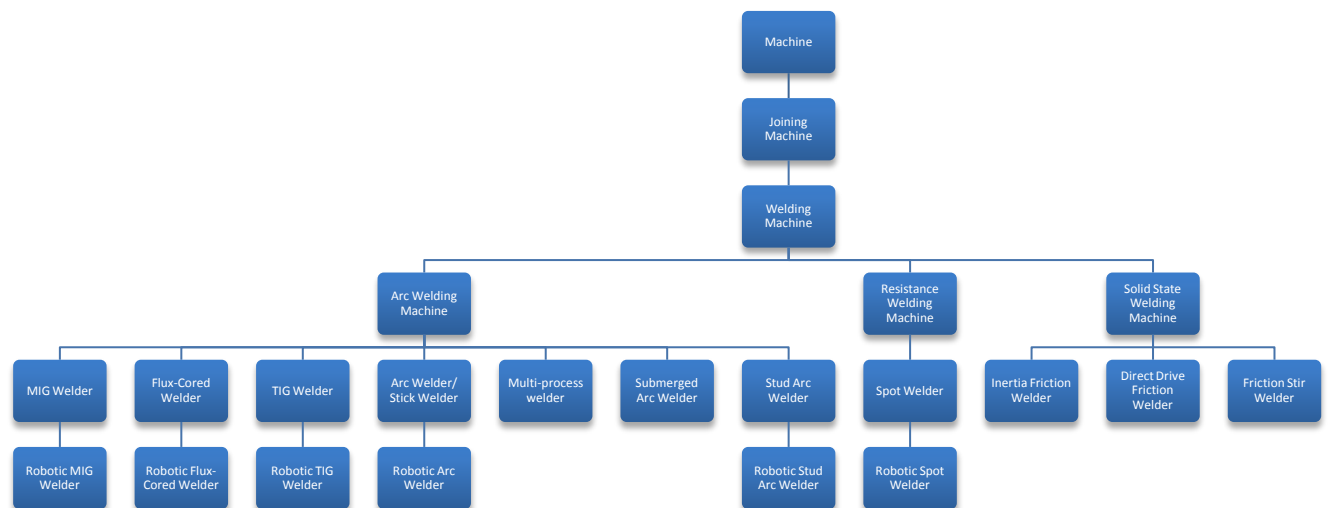 Machine
Joining
Machine
Welding
Machine
Arc Welding
Machine
Resistance
Welding
Machine
Solid State
Welding
Machine
MIG Welder
Flux-Cored
Welder
TIG Welder
Arc Welder/
Stick Welder
Multi-process
welder
Submerged
Arc Welder
Stud Arc
Welder
Spot Welder
Inertia Friction
Welder
Direct Drive
Friction
Welder
Friction Stir
Welder
Robotic MIG
Welder
Robotic Flux-
Cored Welder
Robotic TIG
Welder
Robotic Arc
Welder
Robotic Stud
Arc Welder
Robotic Spot
Welder